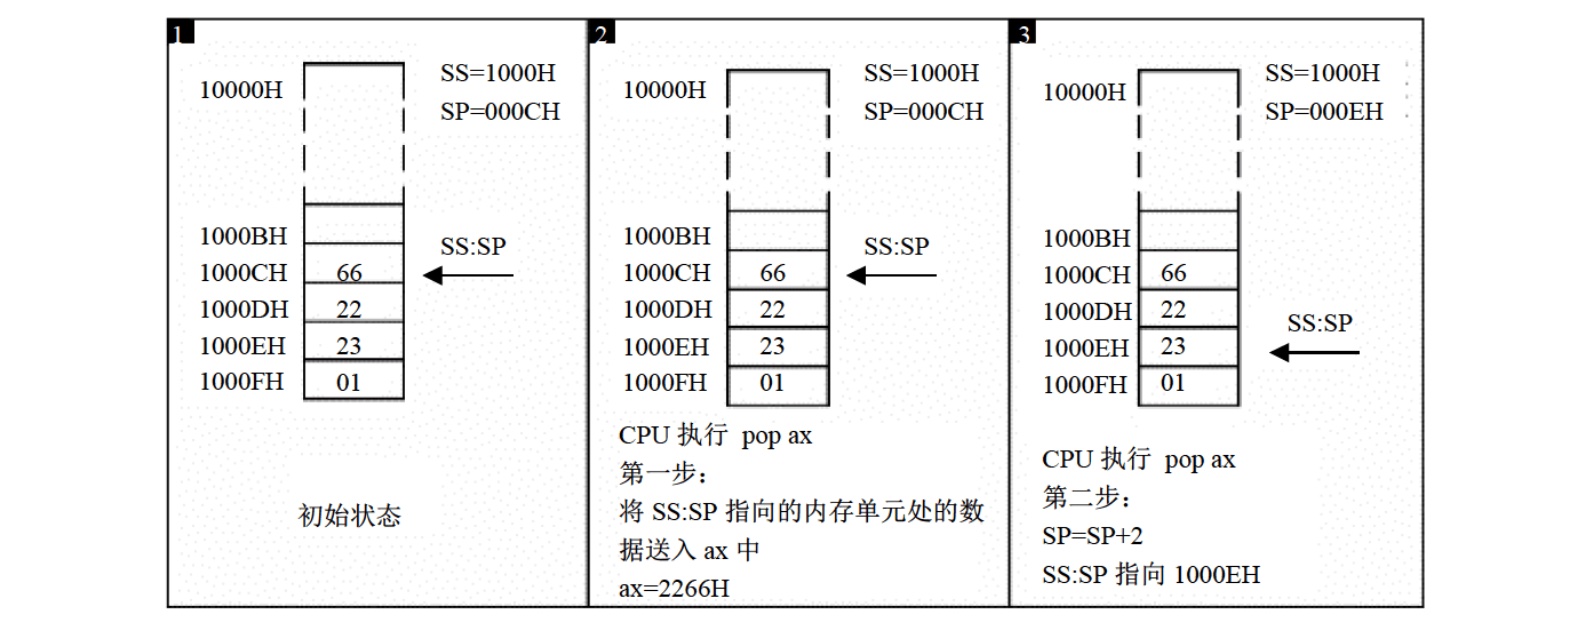 1
10000H
SS=1000H
SP=000CH
1000BH
SS:SP
1000CH 66
1000DH 22
1000EH 23
1000FH 01
初始状态
2
10000H
SS=1000H
SP=000CH
1000BH
SS:SP
1000CH 66
1000DH 22
1000EH 23
1000FH 01
CPU 执行 pop ax
第一步：
将 SS:SP 指向的内存单元处的数
据送入 ax 中
ax=2266H
3
10000H
SS=1000H
SP=000EH
1000BH
1000CH 66
1000DH 22
SS:SP
1000EH 23
1000FH 01
CPU 执行 pop ax
第二步：
SP=SP+2
SS:SP 指向 1000EH